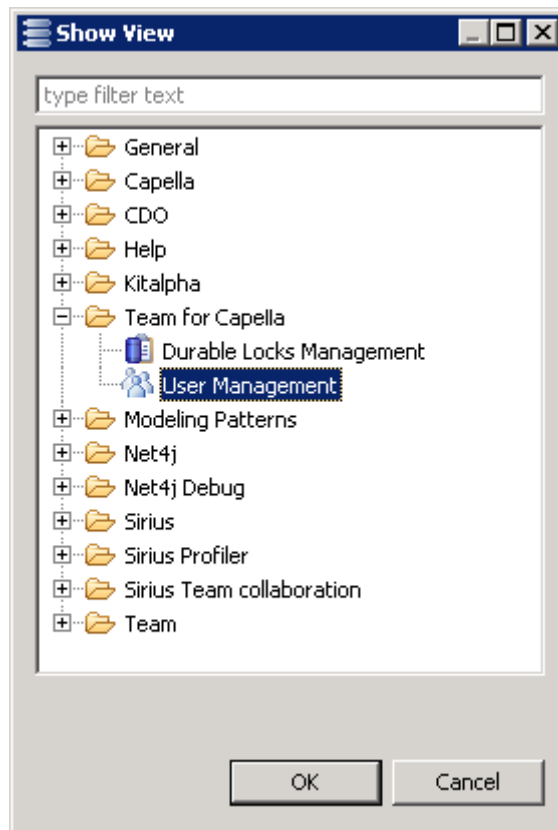 Show View
type filter text
General
Capella
CDO
Help
Kitalpha
Team for Capella
Durable Locks Management
User Management
Modeling Patterns
Net4j
Net4j Debug
Sirius
Sirius Profiler
Sirius Team collaboration
Team
OK Cancel